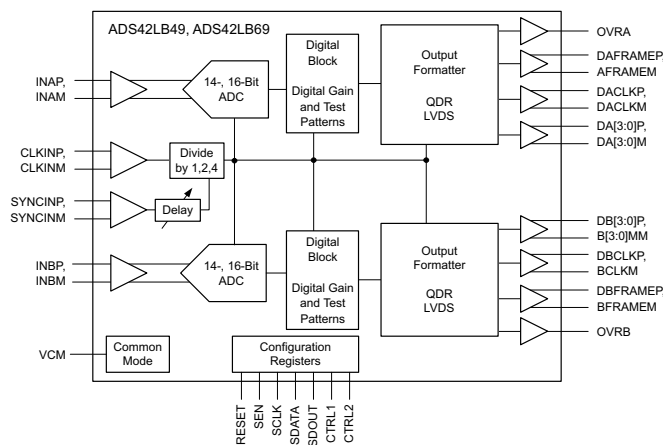 ADS42LB49, ADS42LB69
INAP,
INAM
14-, 16-Bit
ADC
Digital
Block
Digital Gain
and Test
Patterns
Output
Formatter
QDR
LVDS
OVRA
DAFRAMEP,
AFRAMEM
DACLKP,
DACLKM
DA[3:0]P,
DA[3:0]M
CLKINP,
CLKINM
Divide
by 1,2,4
SYNCINP,
SYNCINM
Delay
INBP,
INBM
14-, 16-Bit
ADC
Digital
Block
Digital Gain
and Test
Patterns
Output
Formatter
QDR
LVDS
DB[3:0]P,
B[3:0]MM
DBCLKP,
BCLKM
DBFRAMEP,
BFRAMEM
OVRB
VCM
Common
Mode
Configuration
Registers
RESET
SEN
SCLK
SDATA
SDOUT
CTRL1
CTRL2